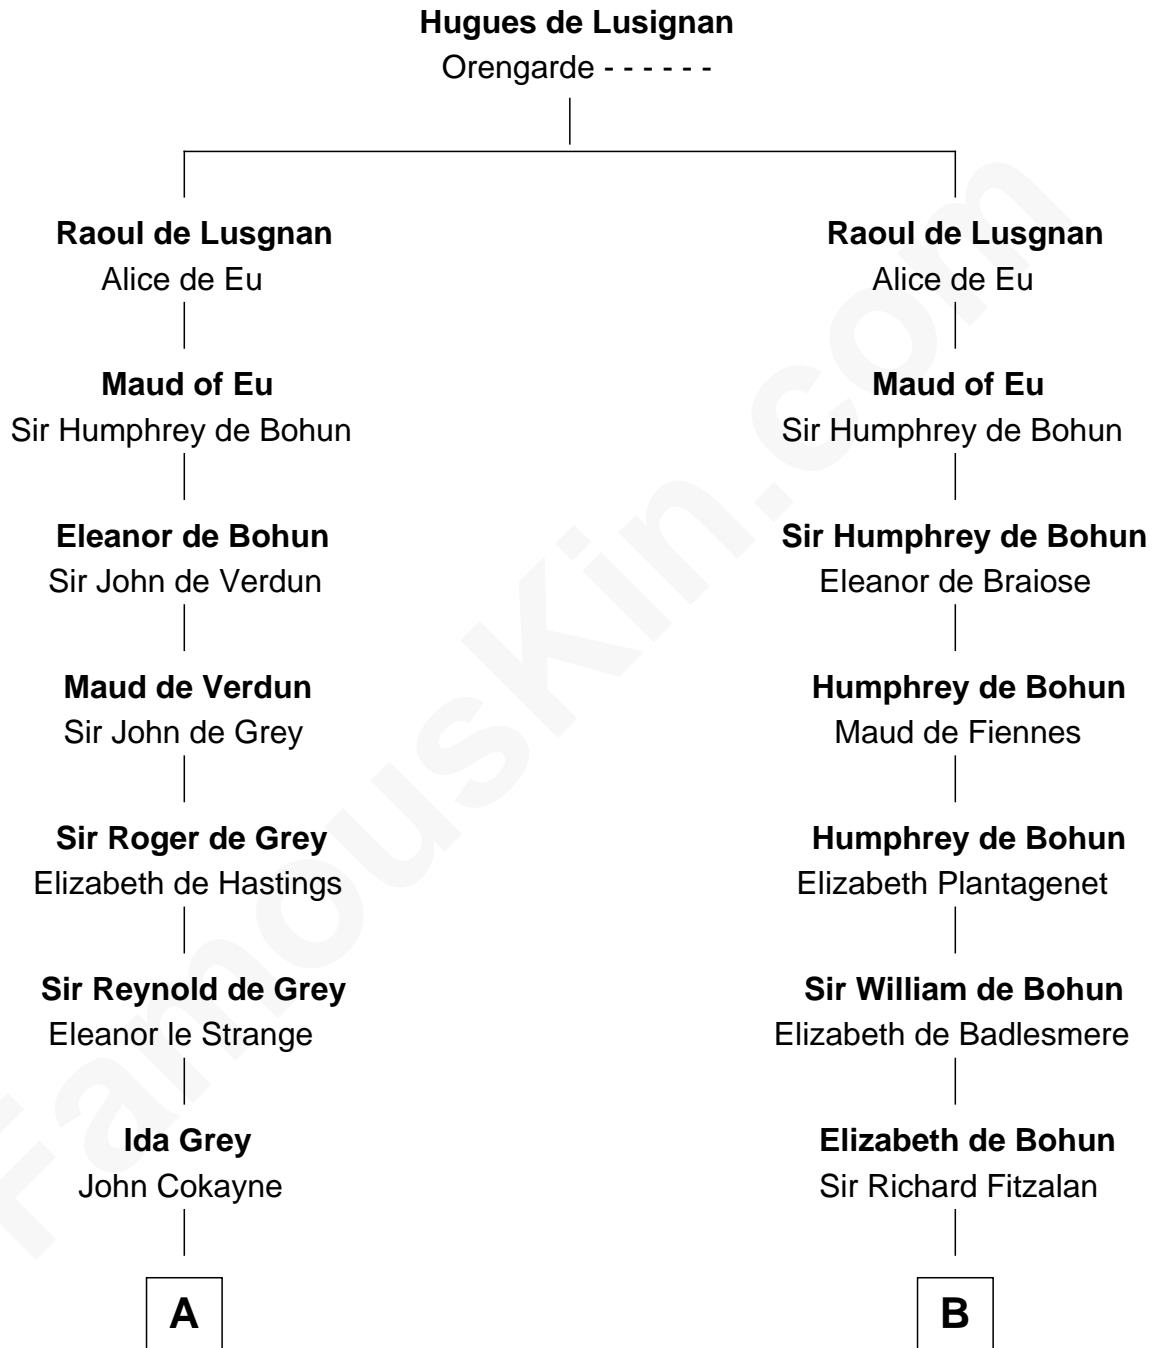 Hugues de Lusignan
Orengarde - - - - - -
Raoul de Lusgnan
Alice de Eu
Raoul de Lusgnan
Alice de Eu
Maud of Eu
Sir Humphrey de Bohun
Maud of Eu
Sir Humphrey de Bohun
Eleanor de Bohun
Sir John de Verdun
Sir Humphrey de Bohun
Eleanor de Braiose
Maud de Verdun
Sir John de Grey
Humphrey de Bohun
Maud de Fiennes
Sir Roger de Grey
Elizabeth de Hastings
Humphrey de Bohun
Elizabeth Plantagenet
Sir Reynold de Grey
Eleanor le Strange
Sir William de Bohun
Elizabeth de Badlesmere
Ida Grey
John Cokayne
Elizabeth de Bohun
Sir Richard Fitzalan
A
B
FamousKin.com